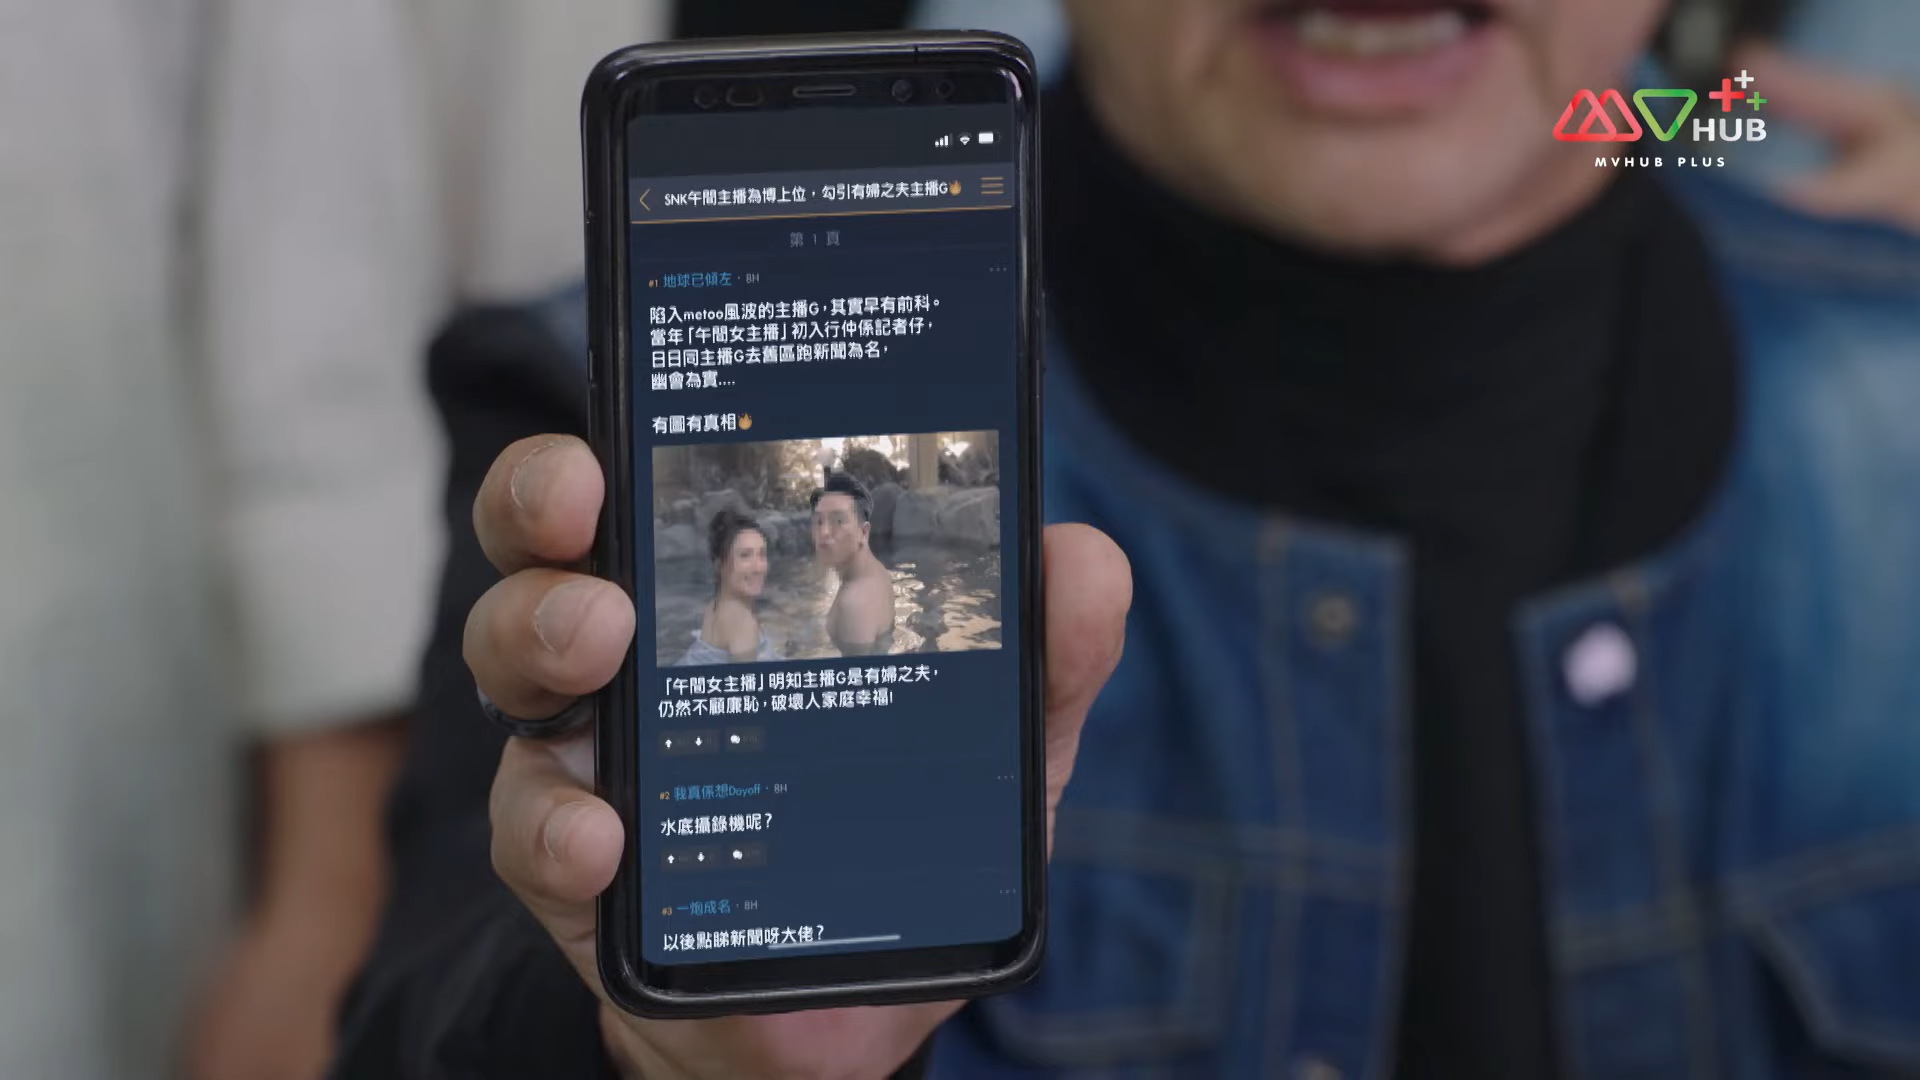 MV HUB
MVHUB PLUS
SNK午間主播為博上位，勾引有婦之夫主播G🔥
第 1 頁
#1 地球已傾左 · 8H
陷入metoo風波的主播G，其實早有前科。
當年「午間女主播」初入行仲係記者仔，
日日同主播G去舊區跑新聞為名，
幽會為實....
有圖有真相🔥
「午間女主播」明知主播G是有婦之夫，
仍然不顧廉恥，破壞人家庭幸福!
#2 我真係想Dayoff · 8H
水底攝錄機呢？
#3 一炮成名 · 8H
以後點睇新聞呀大佬？